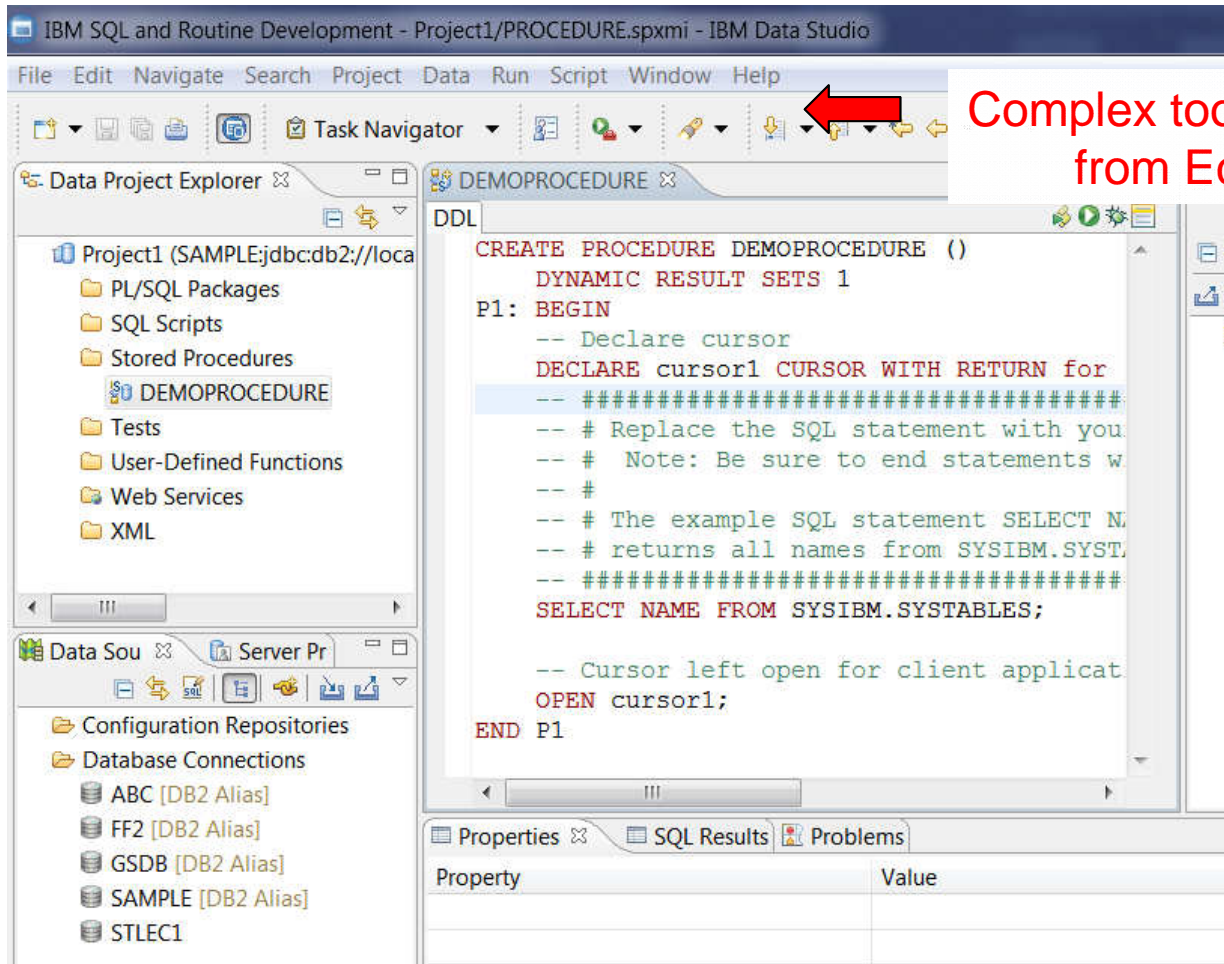 IBM SQL and Routine Development - Project1/PROCEDURE.spxmi - IBM Data Studio
File Edit Navigate Search Project Data Run Script Window Help
Task Navigator
Complex
from
Data Project Explorer
Project1 (SAMPLE:jdbc:db2://loca
PL/SQL Packages
SQL Scripts
Stored Procedures
DEMOPROCEDURE
Tests
User-Defined Functions
Web Services
XML
DEMOPROCEDURE
DDL
CREATE PROCEDURE DEMOPROCEDURE ()
DYNAMIC RESULT SETS 1
P1: BEGIN
-- Declare cursor
DECLARE cursor1 CURSOR WITH RETURN for
-- ####################################
-- # Replace the SQL statement with you
-- # Note: Be sure to end statements w
-- #
-- # The example SQL statement SELECT
-- # returns all names from SYSIBM.SYST
-- ####################################
SELECT NAME FROM SYSIBM.SYSTABLES;
-- Cursor left open for client applicat
OPEN cursor1;
END P1
Data Sou
Server Pr
Configuration Repositories
Database Connections
ABC [DB2 Alias]
FF2 [DB2 Alias]
GSDB [DB2 Alias]
SAMPLE [DB2 Alias]
STLEC1
Properties
SQL Results
Problems
Property Value